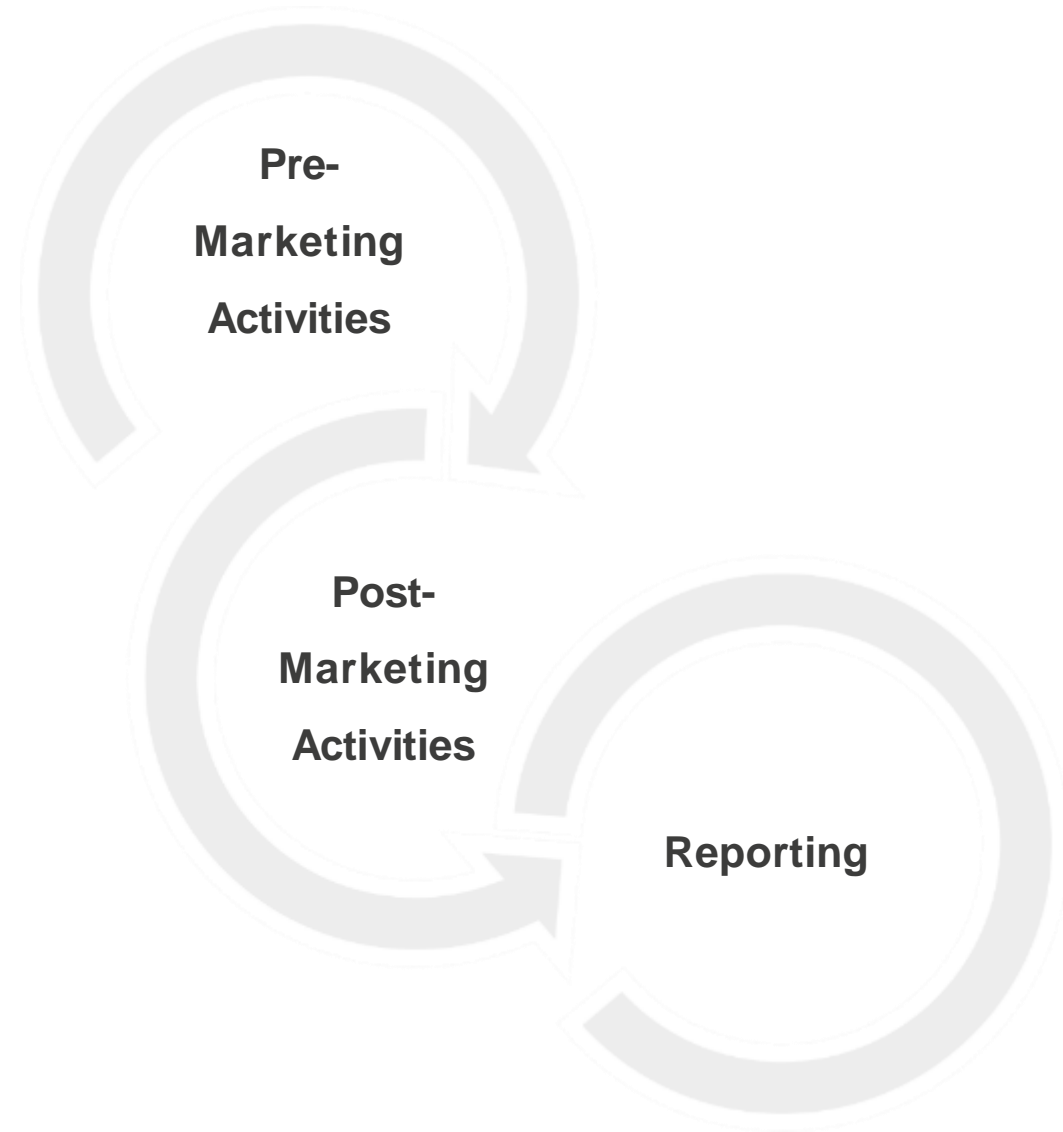 Pre-
Marketing
Activities
Post-
Marketing
Activities
Reporting